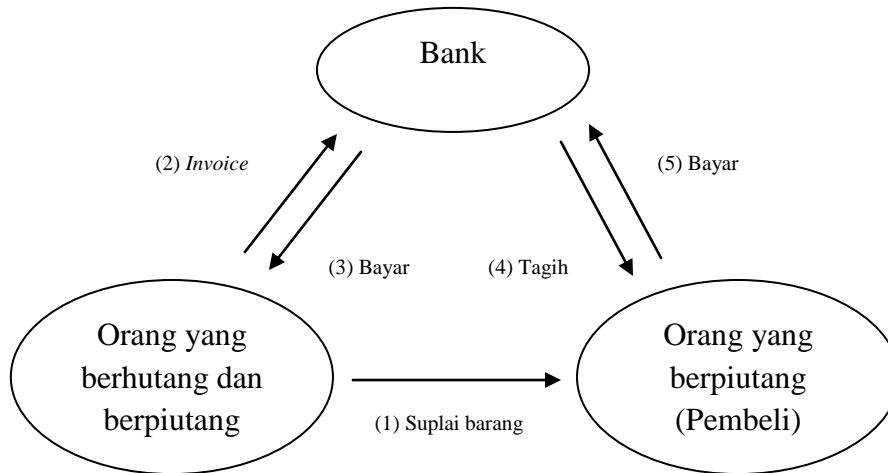 Bank
(2) Invoice
(5) Bayar
(3) Bayar
(4) Tagih
Orang yang
berhutang dan
berpiutang
(1) Suplai barang
Orang yang
berpiutang
(Pembeli)